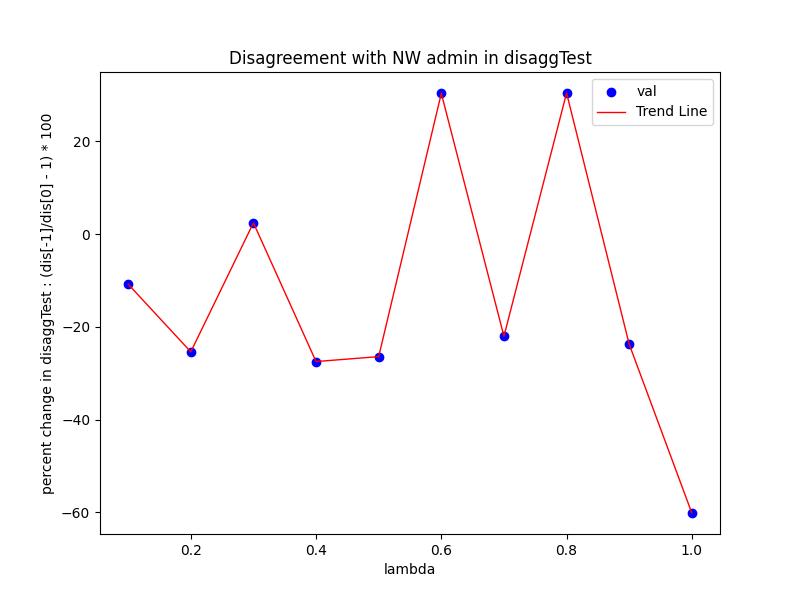 Disagreement with NW admin in disaggTest
val
Trend Line
percent change in disaggTest : (dis[-1]/dis[0] - 1) * 100
20
0
−20
−40
−60
0.2 0.4 0.6 0.8 1.0
lambda